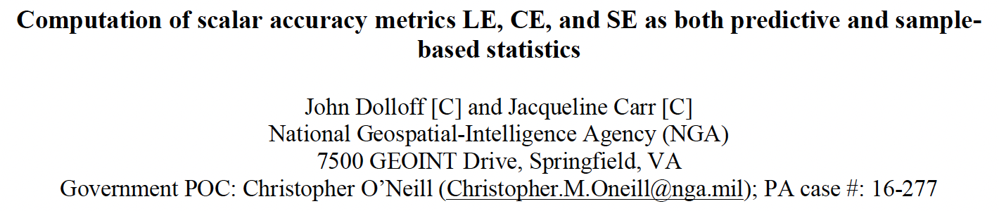 Computation of scalar accuracy metrics LE, CE, and SE as both predictive and sample-
based statistics
John Dolloff [C] and Jacqueline Carr [C]
National Geospatial-Intelligence Agency (NGA)
7500 GEOINT Drive, Springfield, VA
Government POC: Christopher O’Neill (Christopher.M.Oneill@nga.mil); PA case #: 16-277